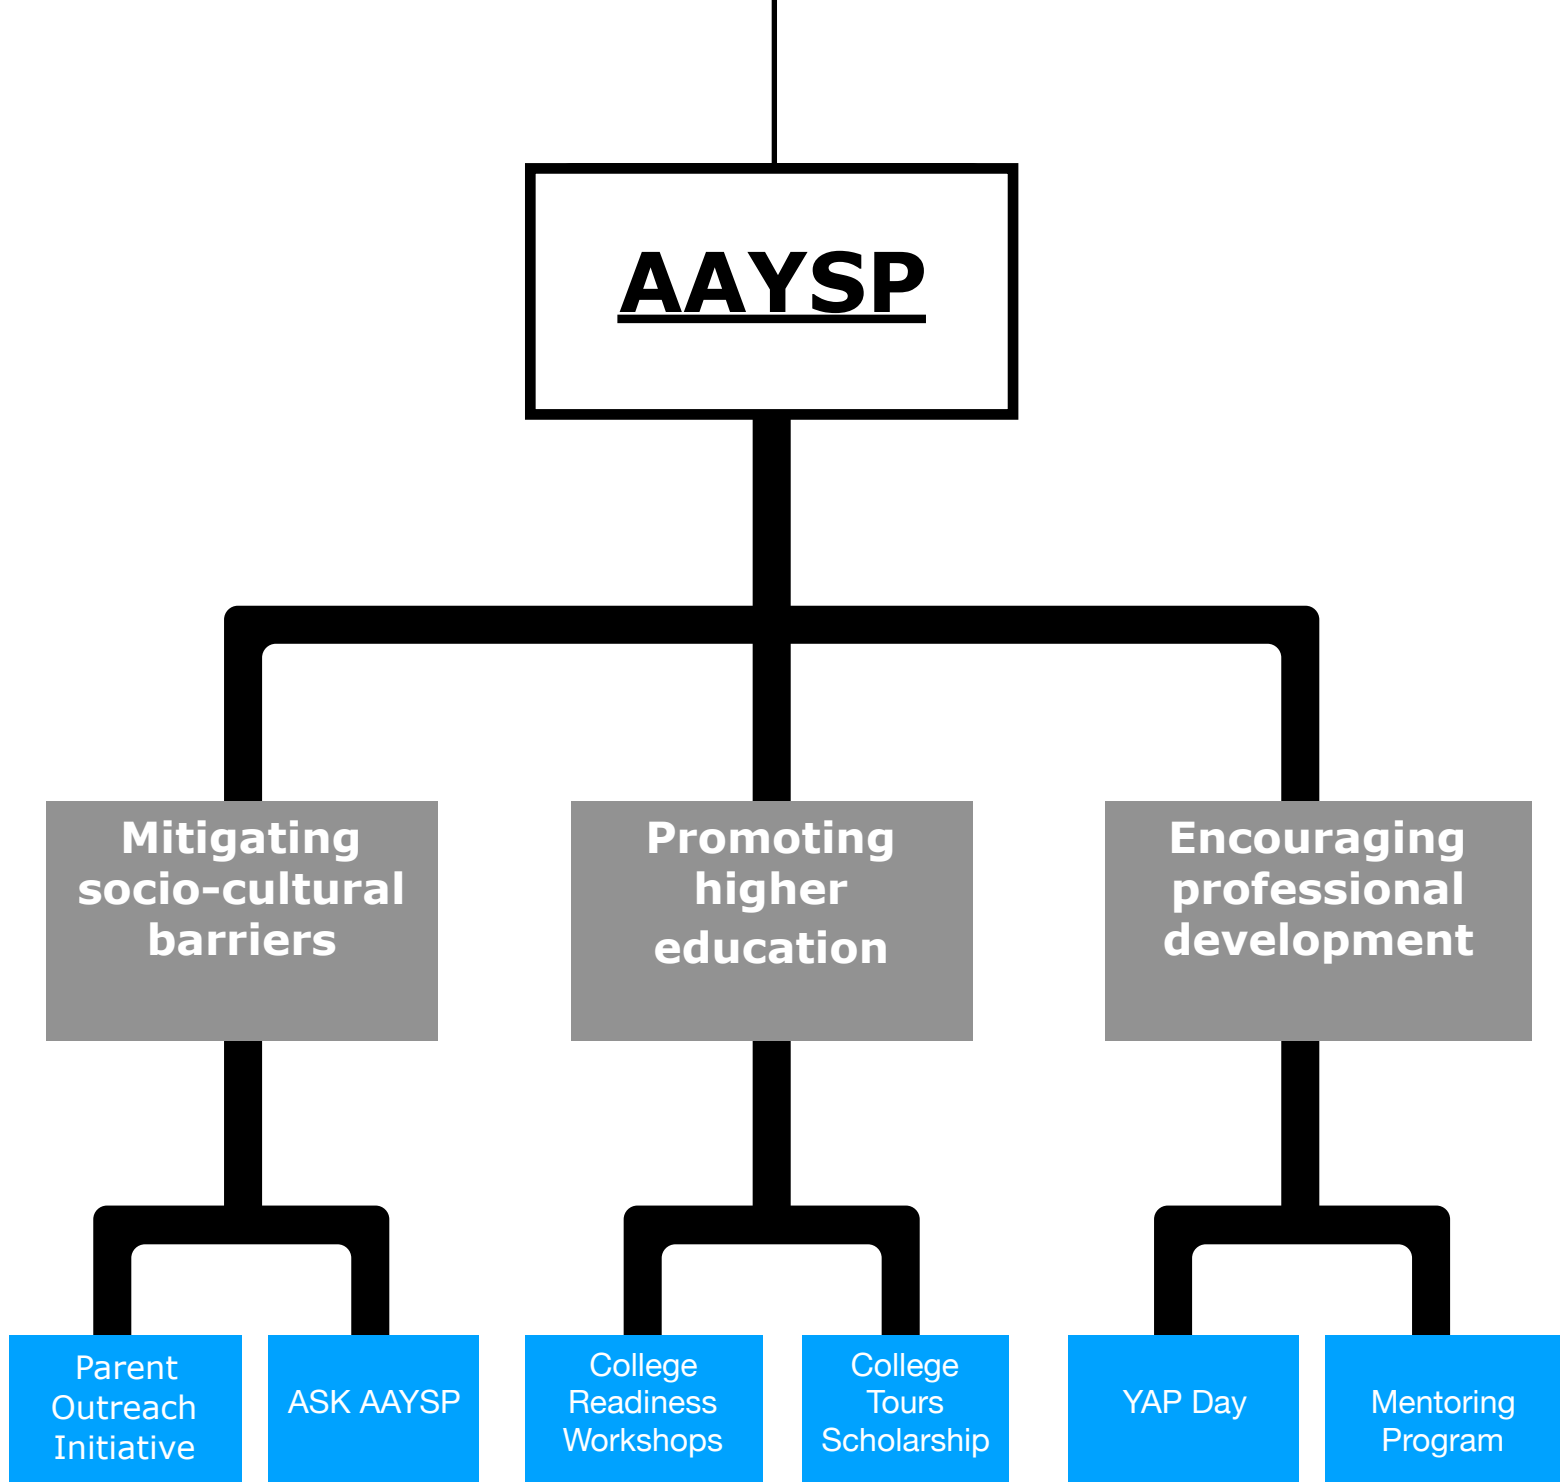 AAYSP
Mitigating
socio-cultural
barriers
Promoting
higher
education
Encouraging
professional
development
Parent
Outreach
Initiative
ASK AAYSP
College
Readiness
Workshops
College
Tours
Scholarship
YAP Day
Mentoring
Program